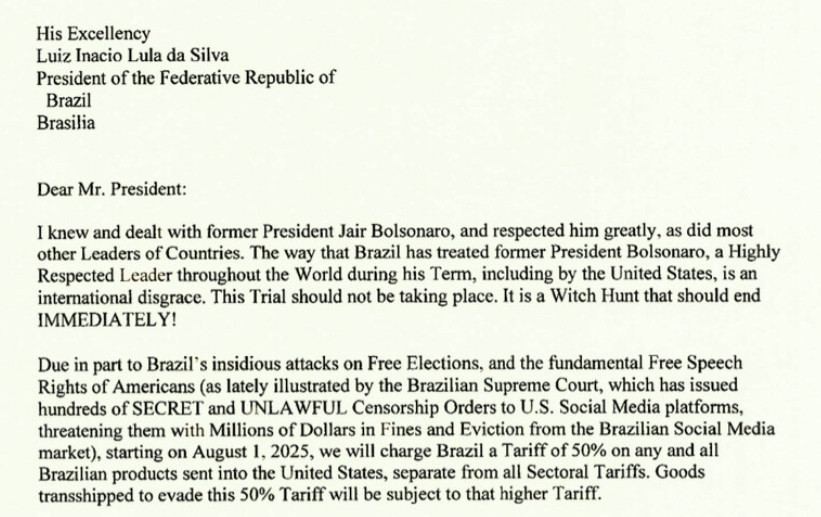 His Excellency
Luiz Inacio Lula da Silva
President of the Federative Republic of
Brazil
Brasilia
Dear Mr. President:
I knew and dealt with former President Jair Bolsonaro, and respected him greatly, as did most
other Leaders of Countries. The way that Brazil has treated former President Bolsonaro, a Highly
Respected Leader throughout the World during his Term, including by the United States, is an
international disgrace. This Trial should not be taking place. It is a Witch Hunt that should end
IMMEDIATELY!
Due in part to Brazil's insidious attacks on Free Elections, and the fundamental Free Speech
Rights of Americans (as lately illustrated by the Brazilian Supreme Court, which has issued
hundreds of SECRET and UNLAWFUL Censorship Orders to U.S. Social Media platforms,
threatening them with Millions of Dollars in Fines and Eviction from the Brazilian Social Media
market), starting on August 1, 2025, we will charge Brazil a Tariff of 50% on any and all
Brazilian products sent into the United States, separate from all Sectoral Tariffs. Goods
transshipped to evade this 50% Tariff will be subject to that higher Tariff.